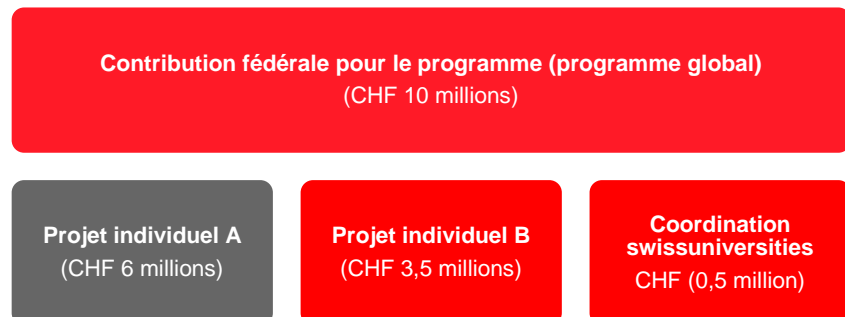 Contribution fédérale pour le programme (programme global)
(CHF 10 millions)
Projet individuel A
(CHF 6 millions)
Projet individuel B
(CHF 3,5 millions)
Coordination
swissuniversities
CHF (0,5 million)